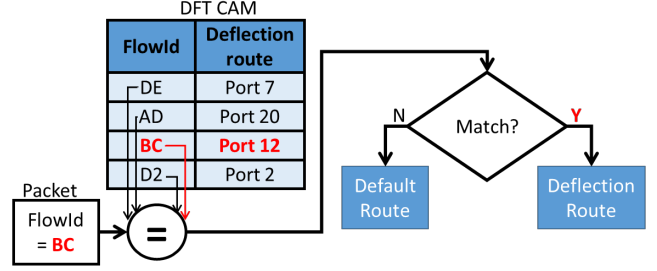 DFT CAM
FlowId
Deflection
route
DE
Port 7
AD
Port 20
BC
Port 12
D2
Port 2
Packet
FlowId
= BC
=
Match?
N
Y
Default
Route
Deflection
Route